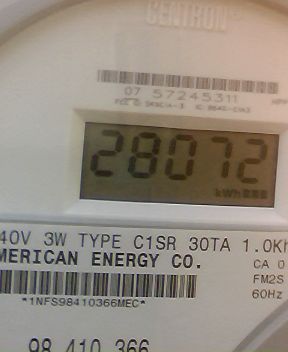 CENTRON
07 57245311
28072
kWh
40V 3W TYPE C1SR 30TA 1.0Kh
MERICAN ENERGY CO.
CA 0
FM2S
60Hz
*1NFS98410366MEC*
98 410 366